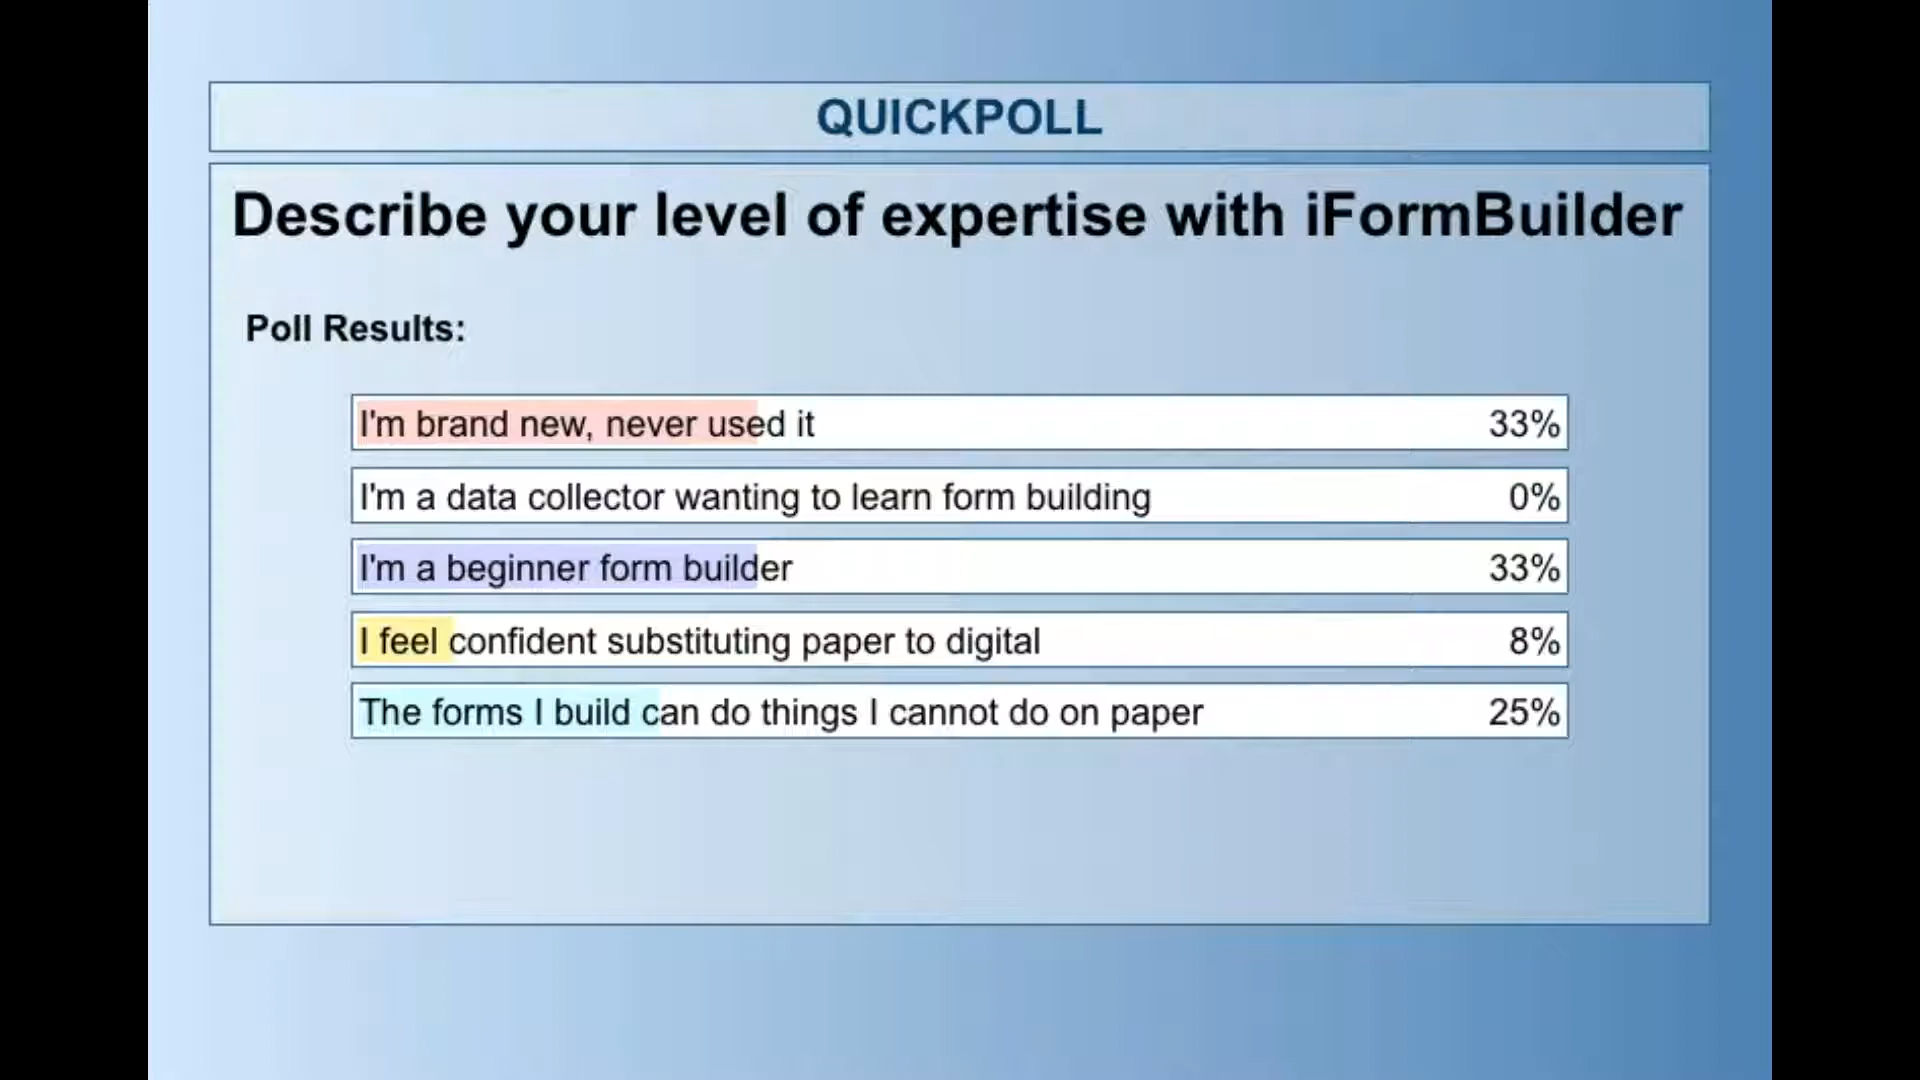 QUICKPOLL
Describe your level of expertise with iFormBuilder
Poll Results:
I'm brand new, never used it 33%
I'm a data collector wanting to learn form building 0%
I'm a beginner form builder 33%
I feel confident substituting paper to digital 8%
The forms I build can do things I cannot do on paper 25%